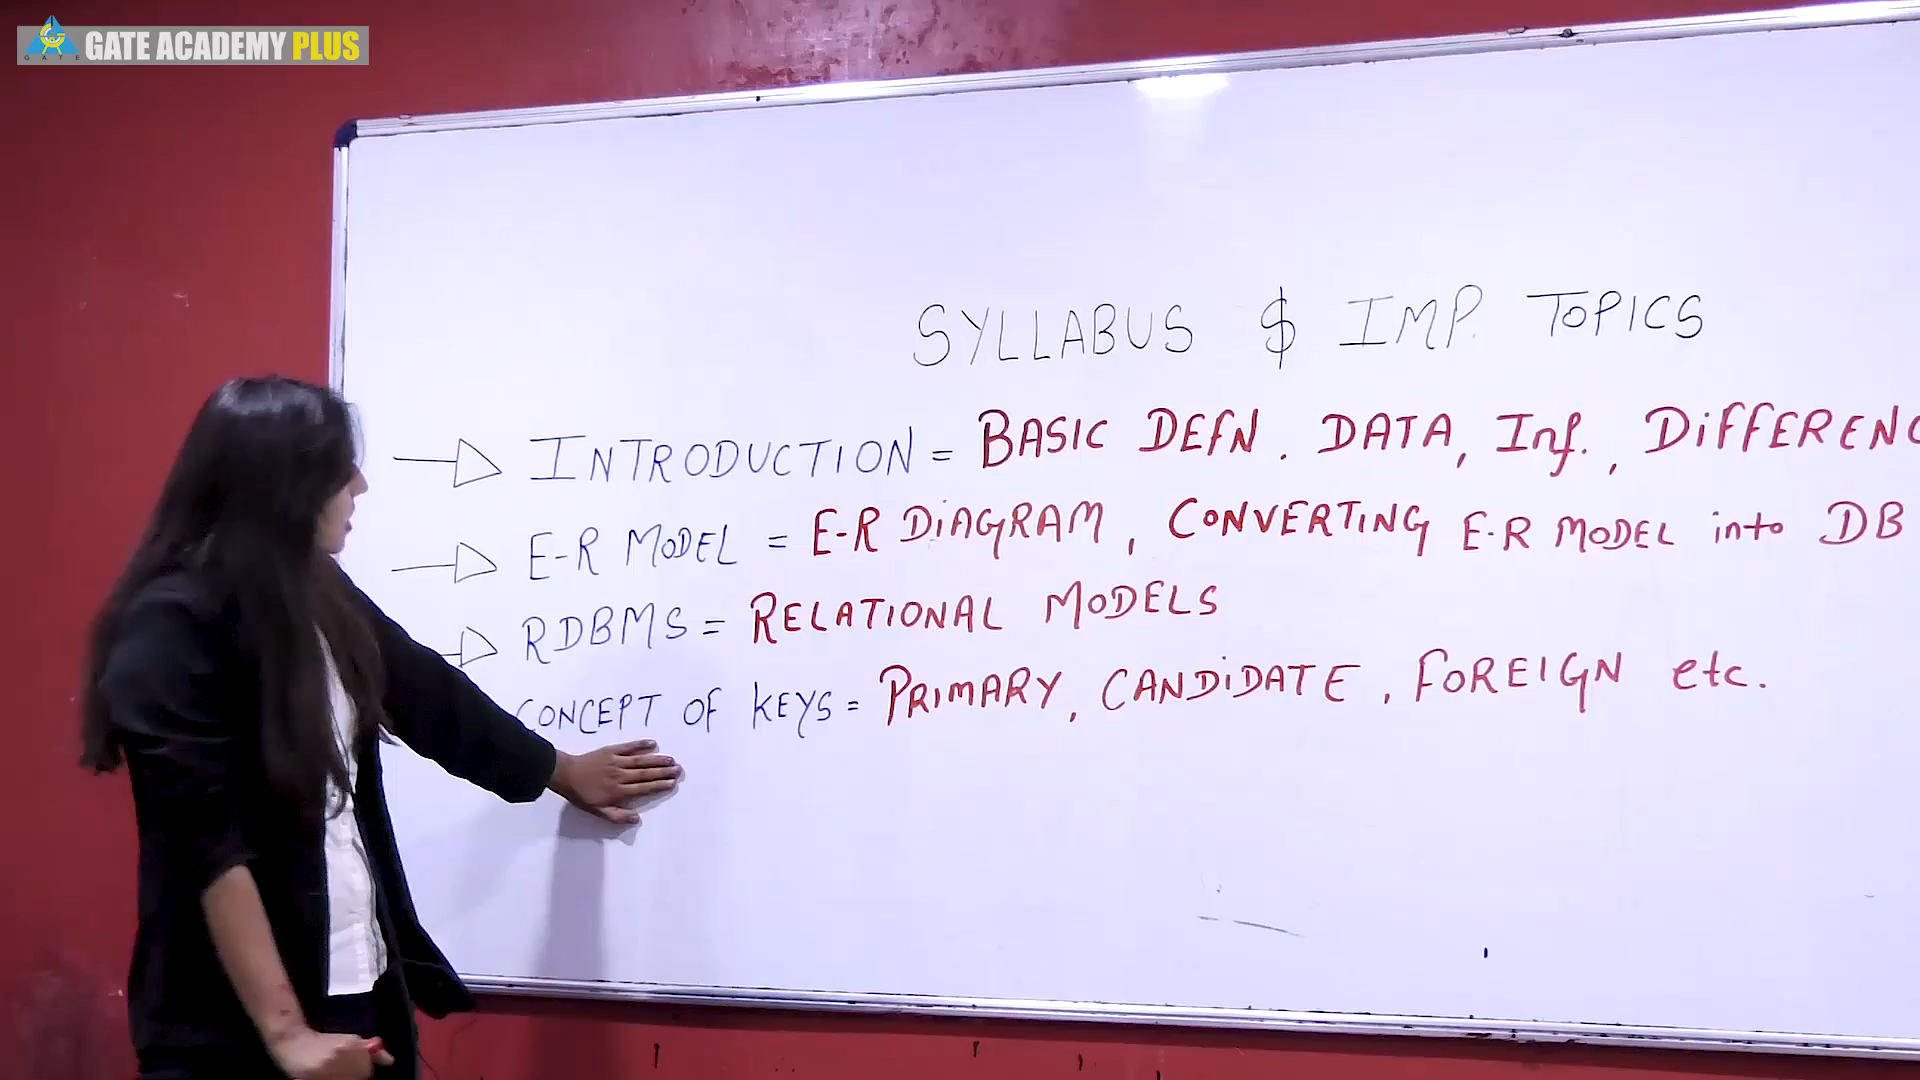 GATE ACADEMY PLUS
GATE
SYLLABUS & IMP. TOPICS
INTRODUCTION = BASIC DEFN. DATA, Inf., DIFFERENC
E-R MODEL = E-R DIAGRAM, CONVERTING E-R MODEL into DB
RDBMS = RELATIONAL MODELS
CONCEPT OF KEYS = PRIMARY, CANDIDATE, FOREIGN etc.